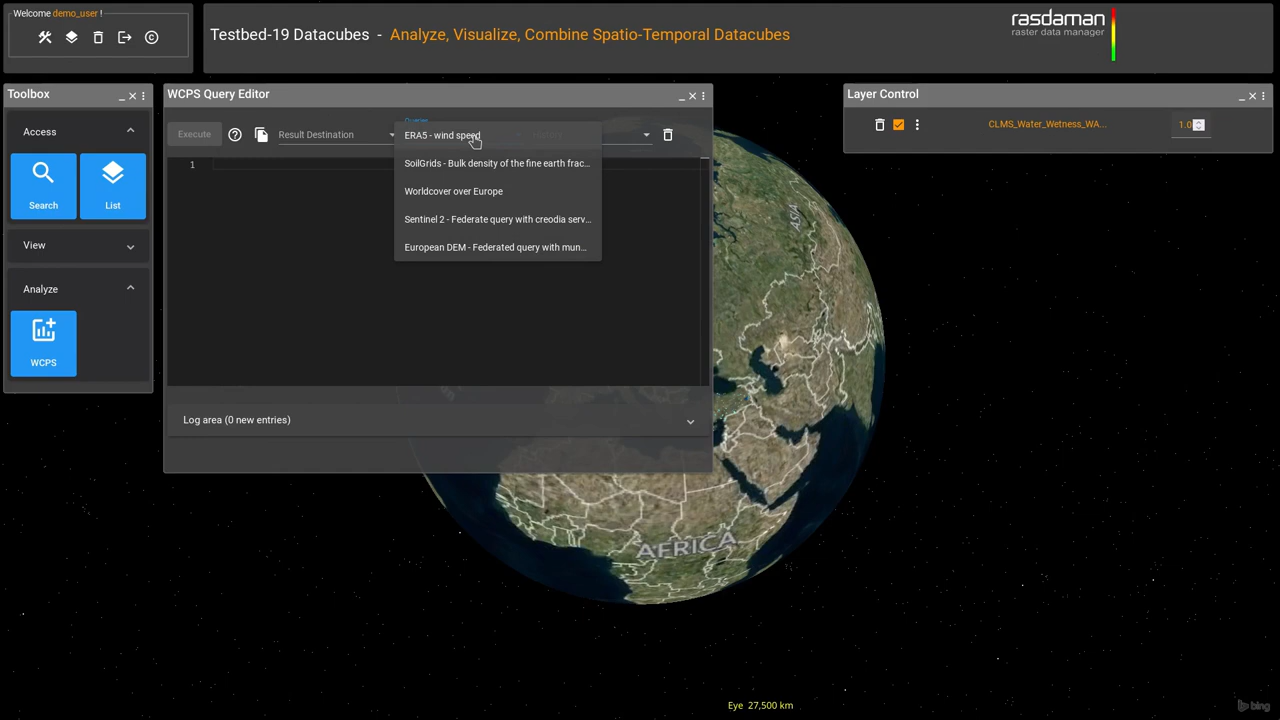 Welcome demo_user !
Testbed-19 Datacubes - Analyze, Visualize, Combine Spatio-Temporal Datacubes
rasdaman
raster data manager
Toolbox
Access
Search
List
View
Analyze
WCPS
WCPS Query Editor
Execute
Result Destination
Queries
ERA5 - wind speed
SoilGrids - Bulk density of the fine earth frac...
Worldcover over Europe
Sentinel 2 - Federate query with creodia serv...
European DEM - Federated query with mun...
1
Log area (0 new entries)
Layer Control
CLMS_Water_Wetness_WA...
1.0
ASIA
AFRICA
Eye 27,500 km
bing